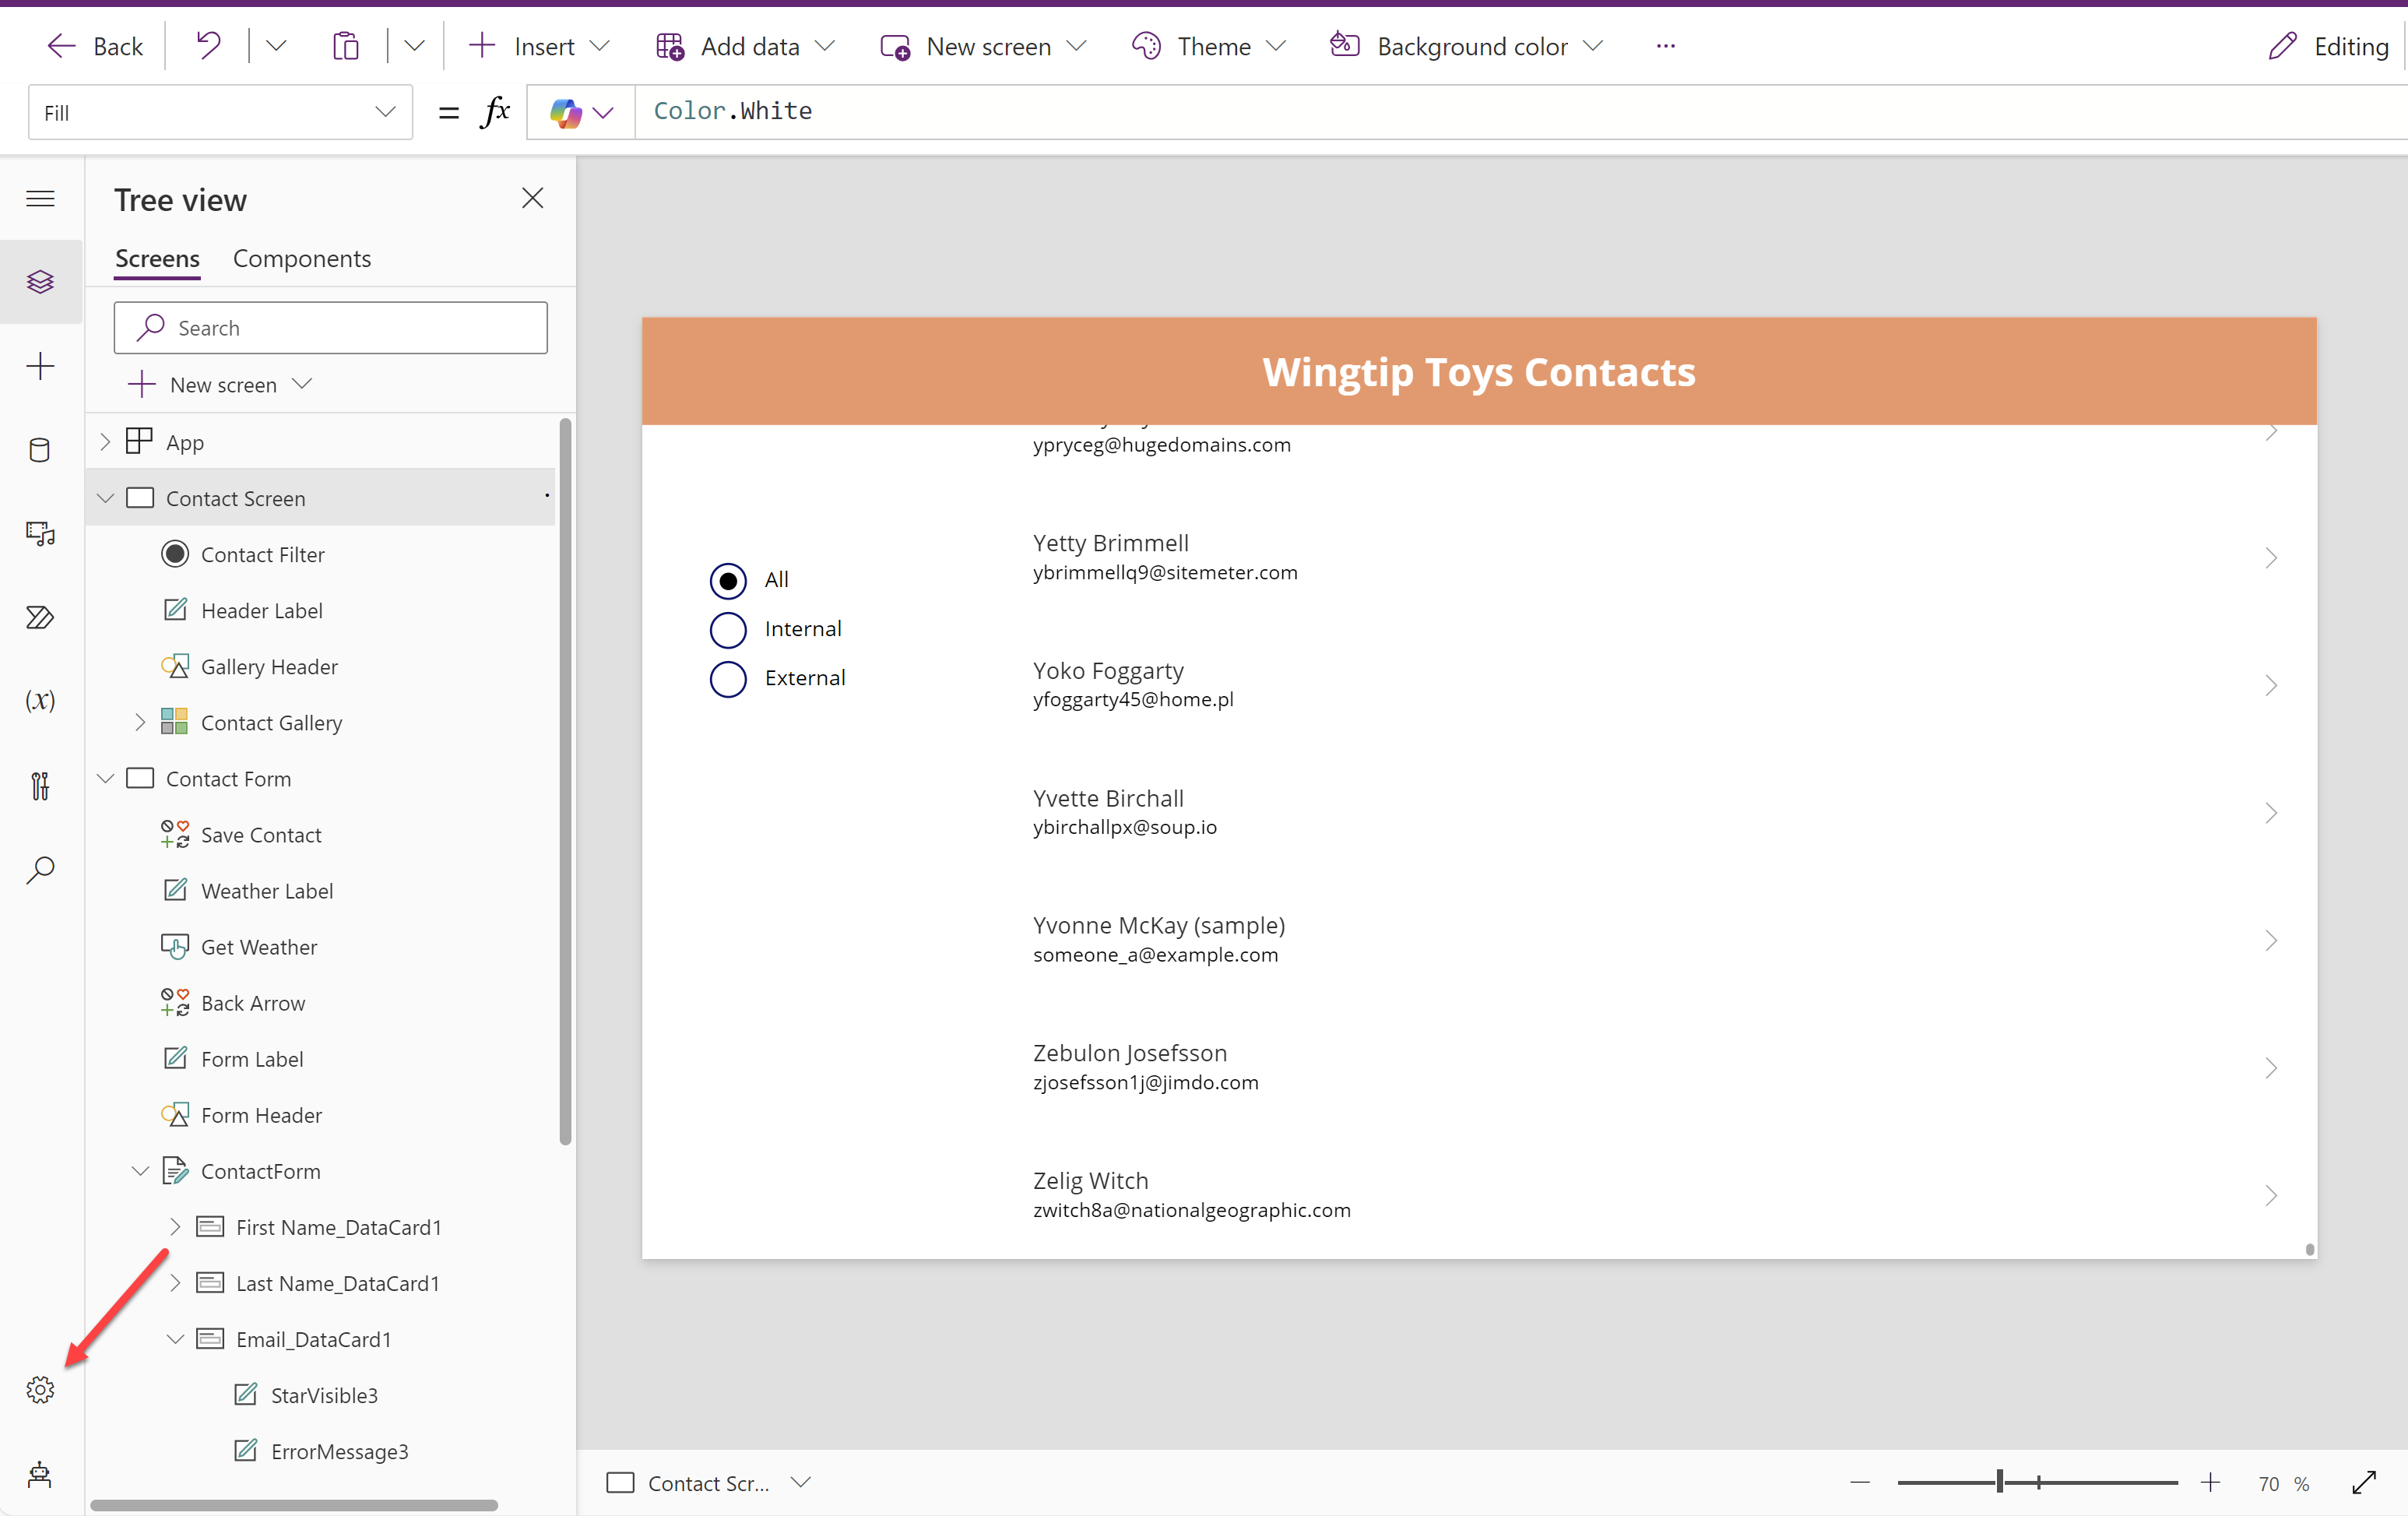 Back
Insert
Add data
New screen
Theme
Background color
...
Editing
Fill
= fx
Color.White
Tree view
Screens
Components
Search
New screen
App
Contact Screen
Contact Filter
Header Label
Gallery Header
Contact Gallery
Contact Form
Save Contact
Weather Label
Get Weather
Back Arrow
Form Label
Form Header
ContactForm
First Name_DataCard1
Last Name_DataCard1
Email_DataCard1
StarVisible3
ErrorMessage3
(x)
Wingtip Toys Contacts
ypryceg@hugedomains.com
All
Internal
External
Yetty Brimmell
ybrimmellq9@sitemeter.com
Yoko Foggarty
yfoggarty45@home.pl
Yvette Birchall
ybirchallpx@soup.io
Yvonne McKay (sample)
someone_a@example.com
Zebulon Josefsson
zjosefsson1j@jimdo.com
Zelig Witch
zwitch8a@nationalgeographic.com
Contact Scr...
70 %